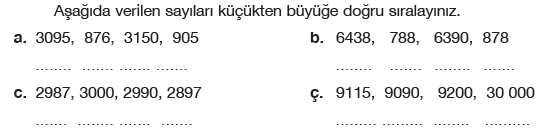 Aşağıda verilen sayıları küçükten büyüğe doğru sıralayınız.
a. 3095, 876, 3150, 905
b. 6438, 788, 6390, 878
........ ....... ....... .......
........ ....... ........ .......
c. 2987, 3000, 2990, 2897
ç. 9115, 9090, 9200, 30 000
....... ........ ....... .......
......... ......... ........ ..........